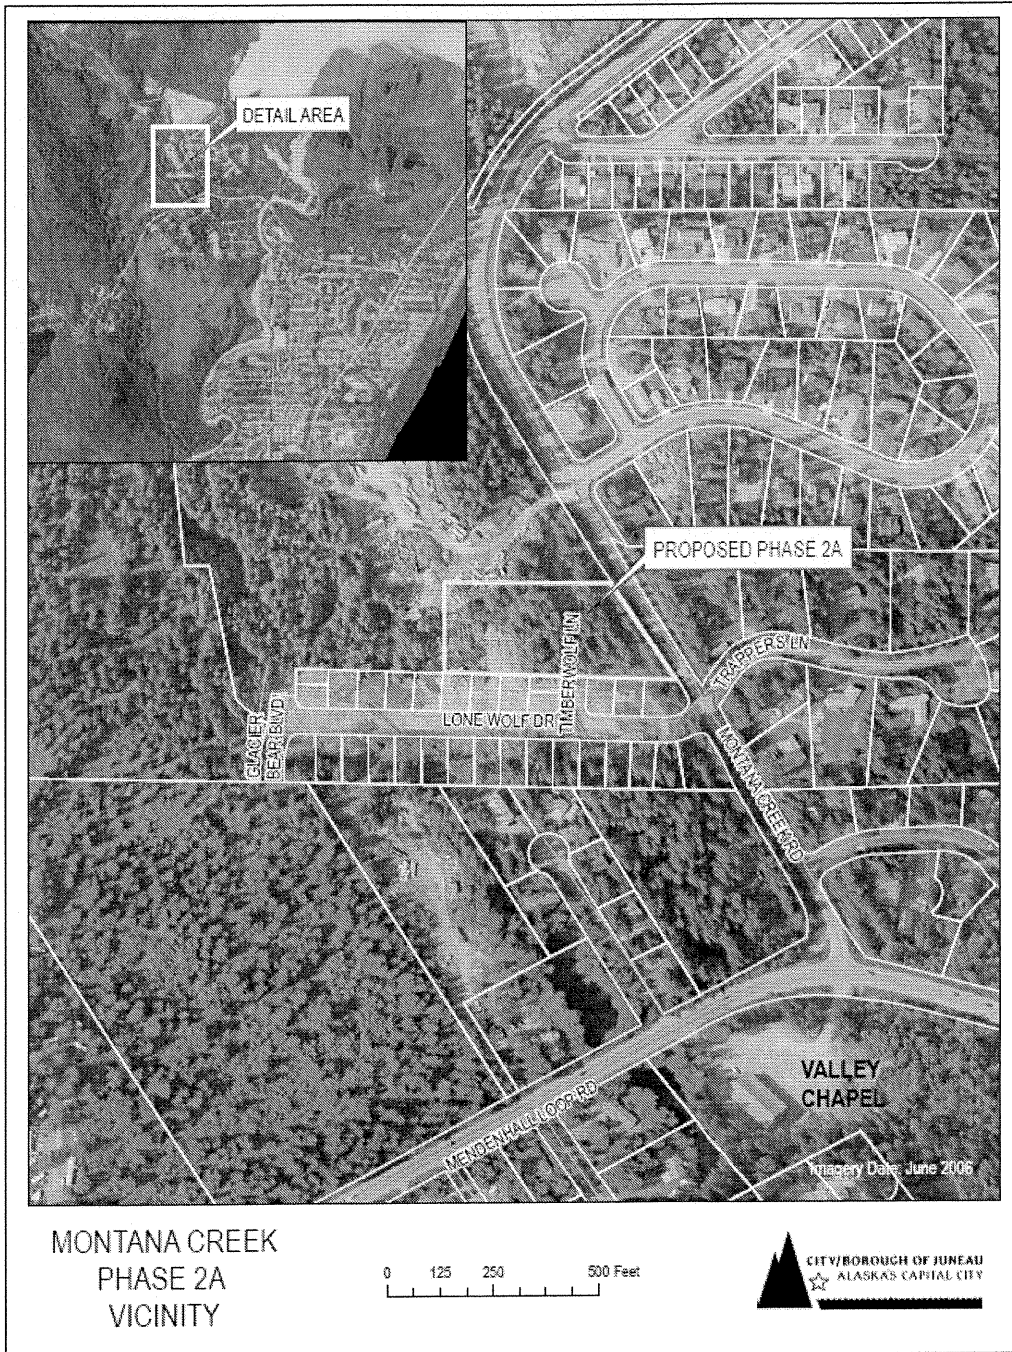 DETAIL AREA
PROPOSED PHASE 2A
TRAPPERS LN
TIMBERWOLF LN
LONE WOLF DR
GLACIER
BEAR BLVD
MONTANA CREEK RD
MENDENHALL LOOP RD
VALLEY
CHAPEL
Imagery Date: June 2006
MONTANA CREEK
PHASE 2A
VICINITY
0 125 250 500 Feet
CITY/BOROUGH OF JUNEAU
ALASKA'S CAPITAL CITY